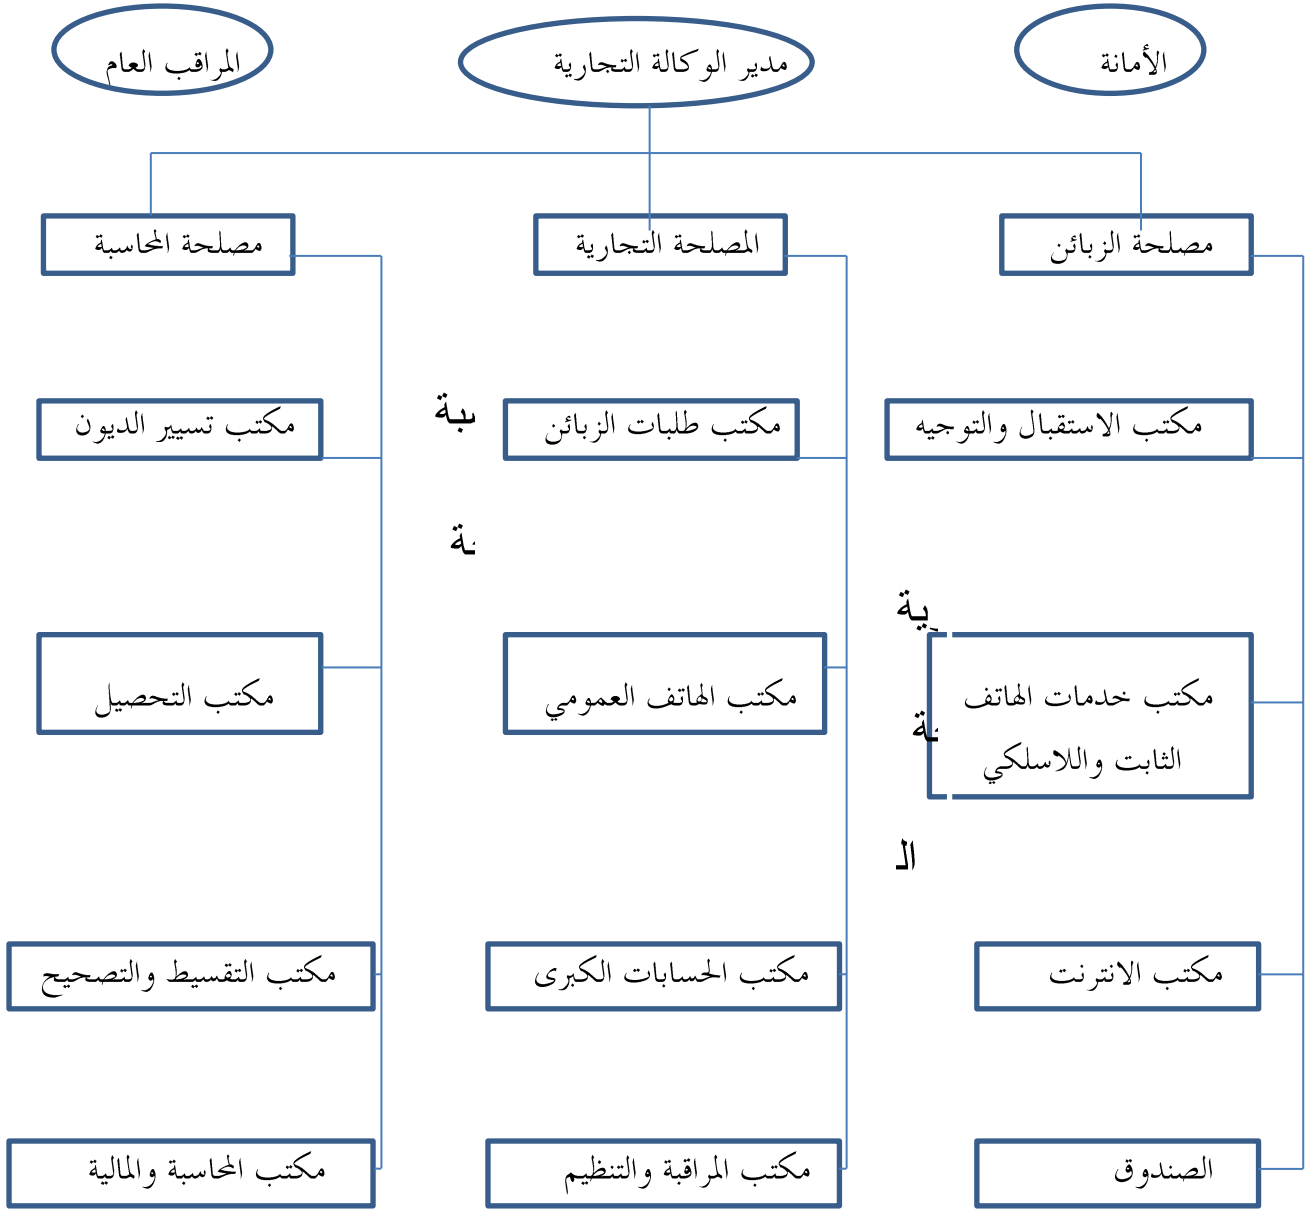 الأمانة
مدير الوكالة التجارية
المراقب العام
مصلحة الزبائن
المصلحة التجارية
مصلحة المحاسبة
مكتب الاستقبال والتوجيه
مكتب طلبات الزبائن
مكتب تسيير الديون
مكتب خدمات الهاتف
الثابت واللاسلكي
مكتب الهاتف العمومي
مكتب التحصيل
مكتب الانترنت
مكتب الحسابات الكبرى
مكتب التقسيط والتصحيح
الصندوق
مكتب المراقبة والتنظيم
مكتب المحاسبة والمالية